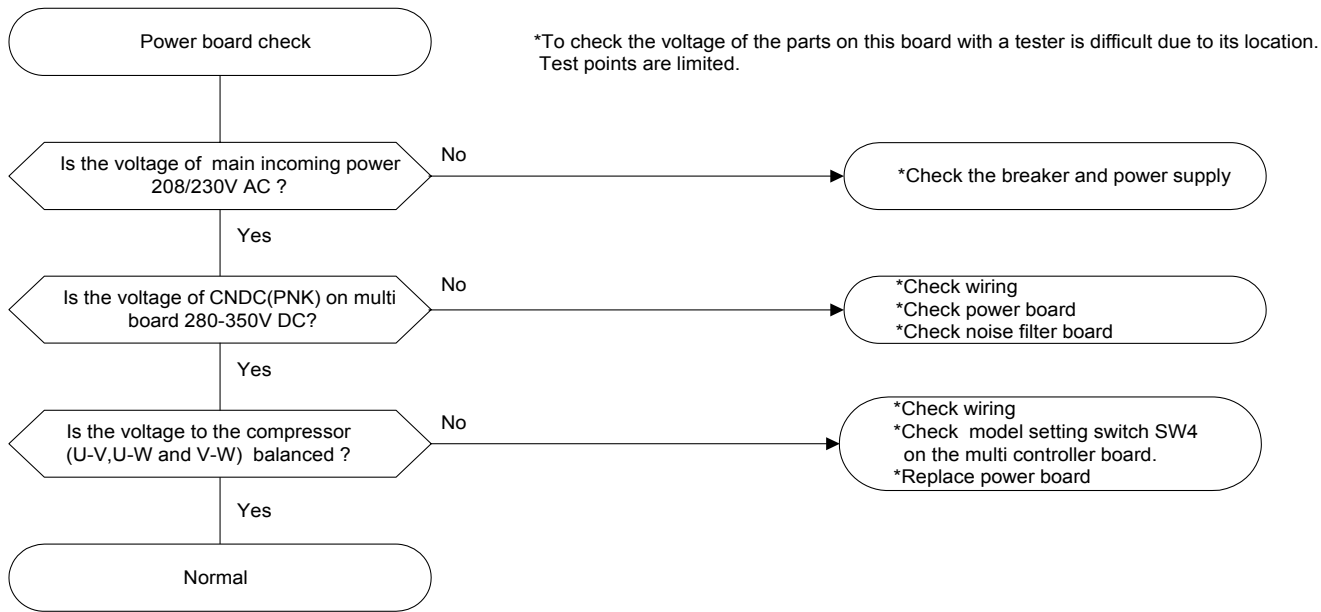 Power board check
*To check the voltage of the parts on this board with a tester is difficult due to its location.
Test points are limited.
Is the voltage of main incoming power
208/230V AC ?
No
*Check the breaker and power supply
Yes
Is the voltage of CNDC(PNK) on multi
board 280-350V DC?
No
*Check wiring
*Check power board
*Check noise filter board
Yes
Is the voltage to the compressor
(U-V,U-W and V-W) balanced ?
No
*Check wiring
*Check model setting switch SW4
on the multi controller board.
*Replace power board
Yes
Normal